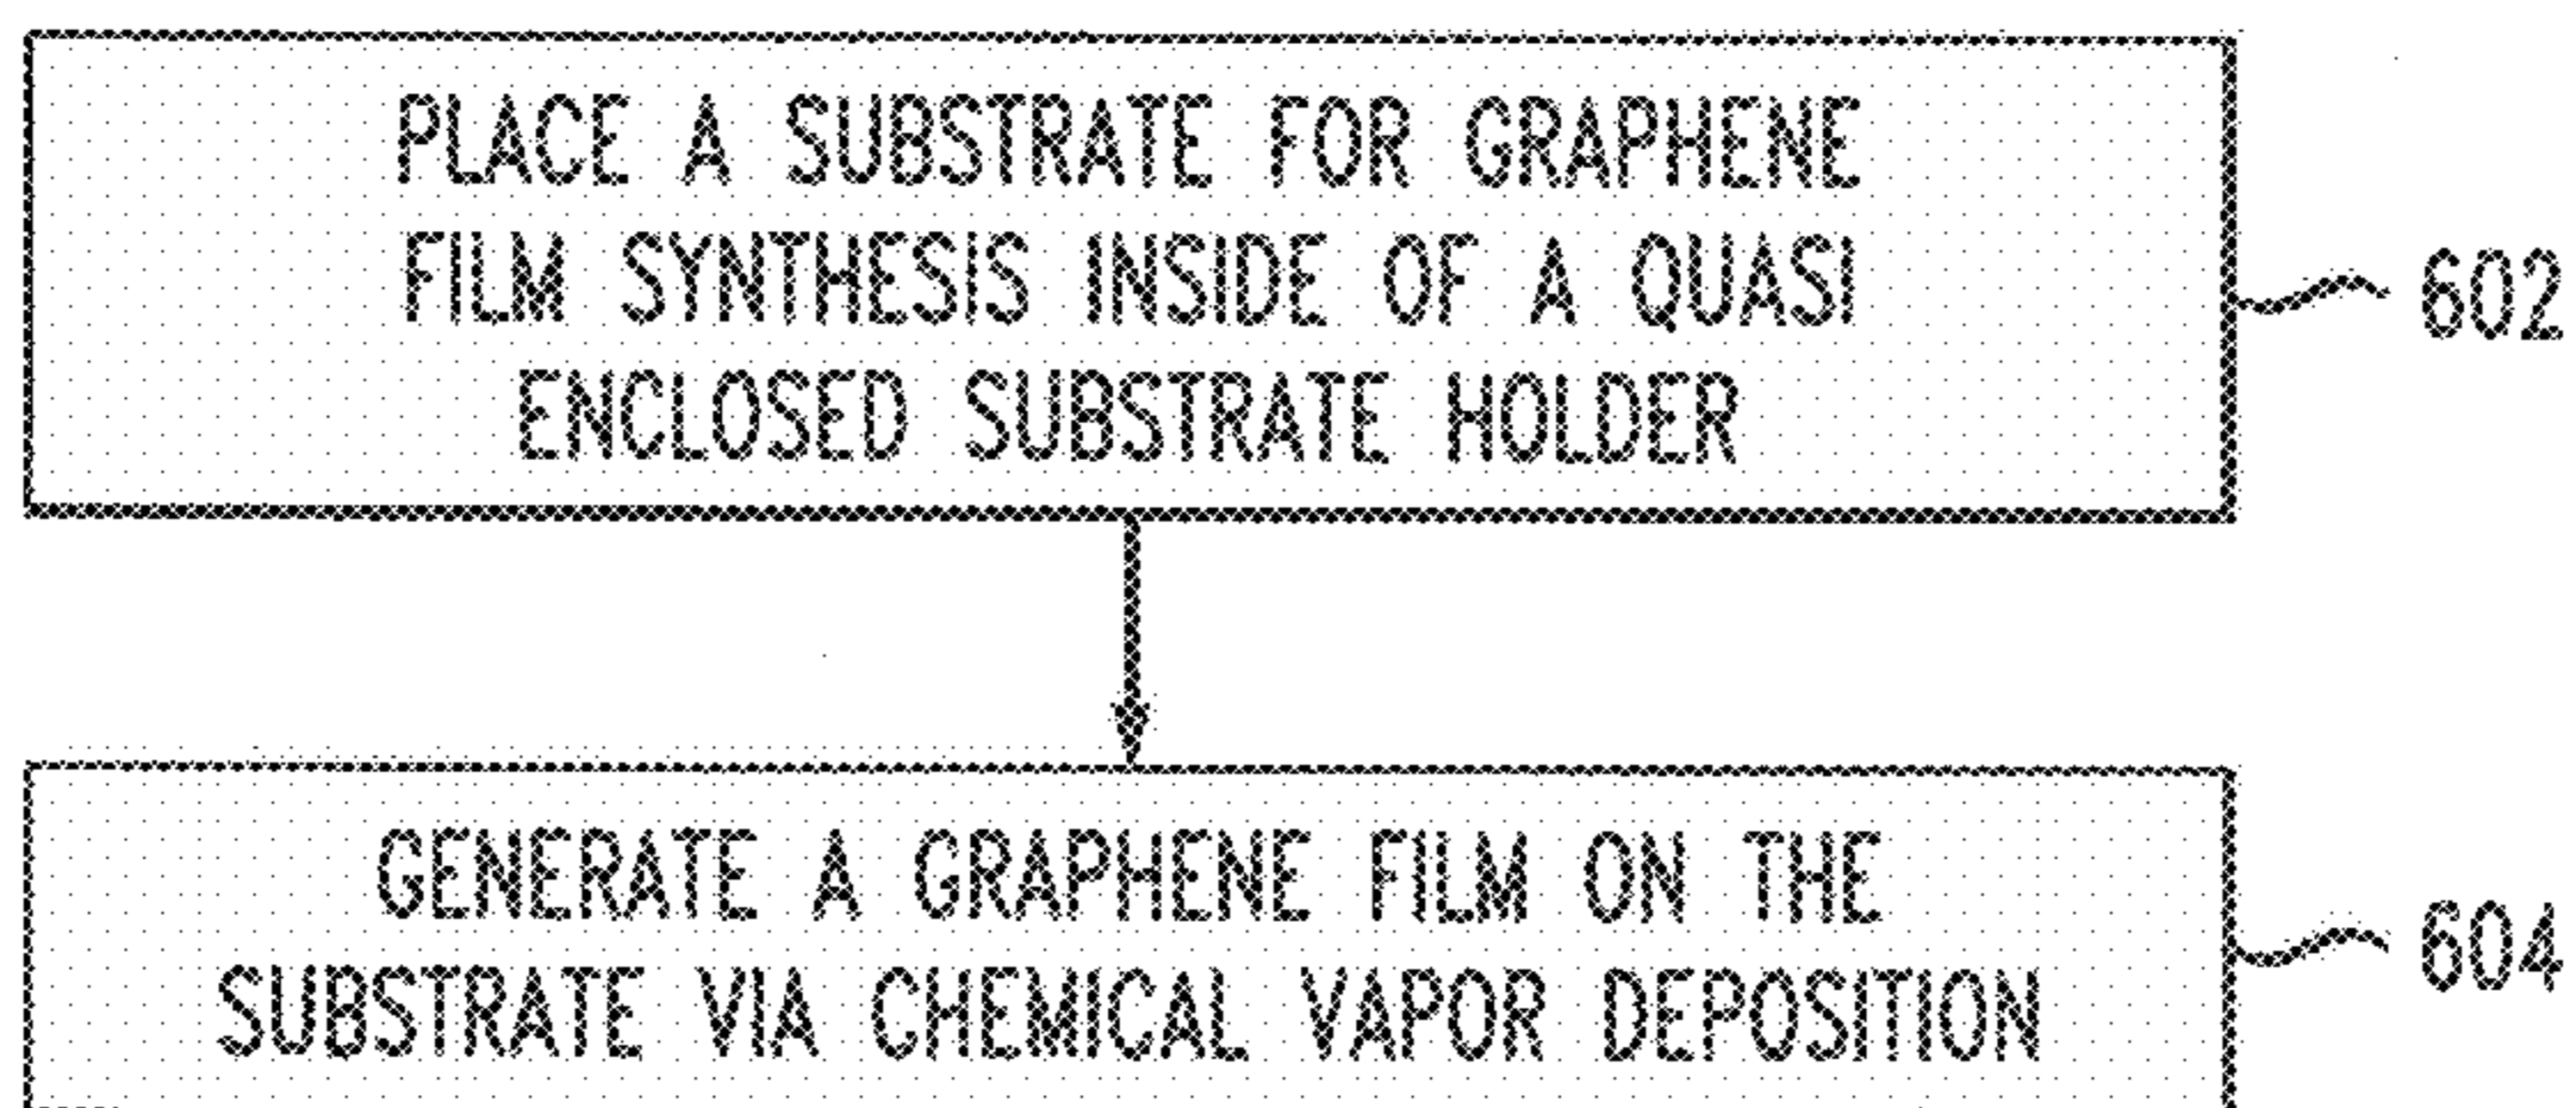 PLACE A SUBSTRATE FOR GRAPHENE
FILM SYNTHESIS INSIDE OF A QUASI
ENCLOSED SUBSTRATE HOLDER
602
GENERATE A GRAPHENE FILM ON THE
SUBSTRATE VIA CHEMICAL VAPOR DEPOSITION
604